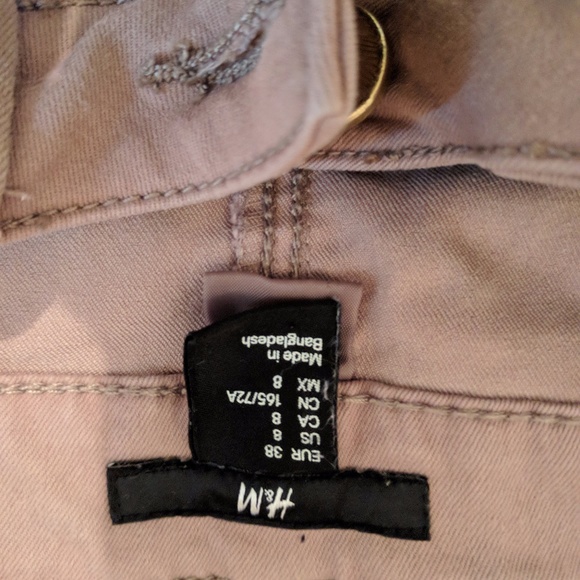 H&M
EUR 38
US 8
CA 8
CN 165/72A
MX 8
Made in
Bangladesh